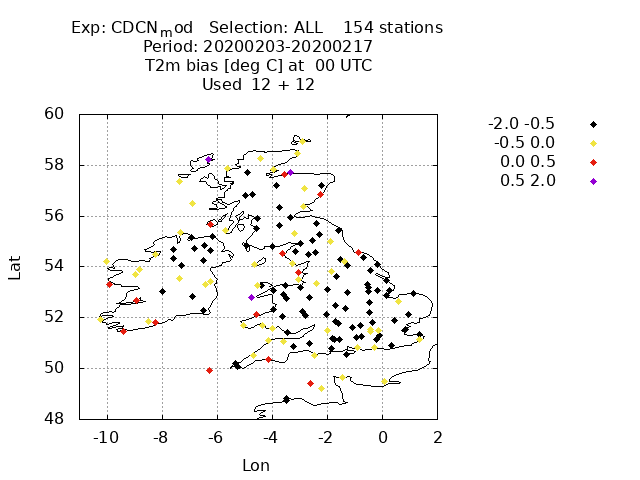 Exp: CDCNmod   Selection: ALL    154 stations
Period: 20200203-20200217
T2m bias [deg C] at  00 UTC
Used  12 + 12
-2.0 -0.5
-0.5 0.0
0.0 0.5
0.5 2.0
60
58
56
54
52
50
48
Lat
-10 -8 -6 -4 -2 0 2
Lon